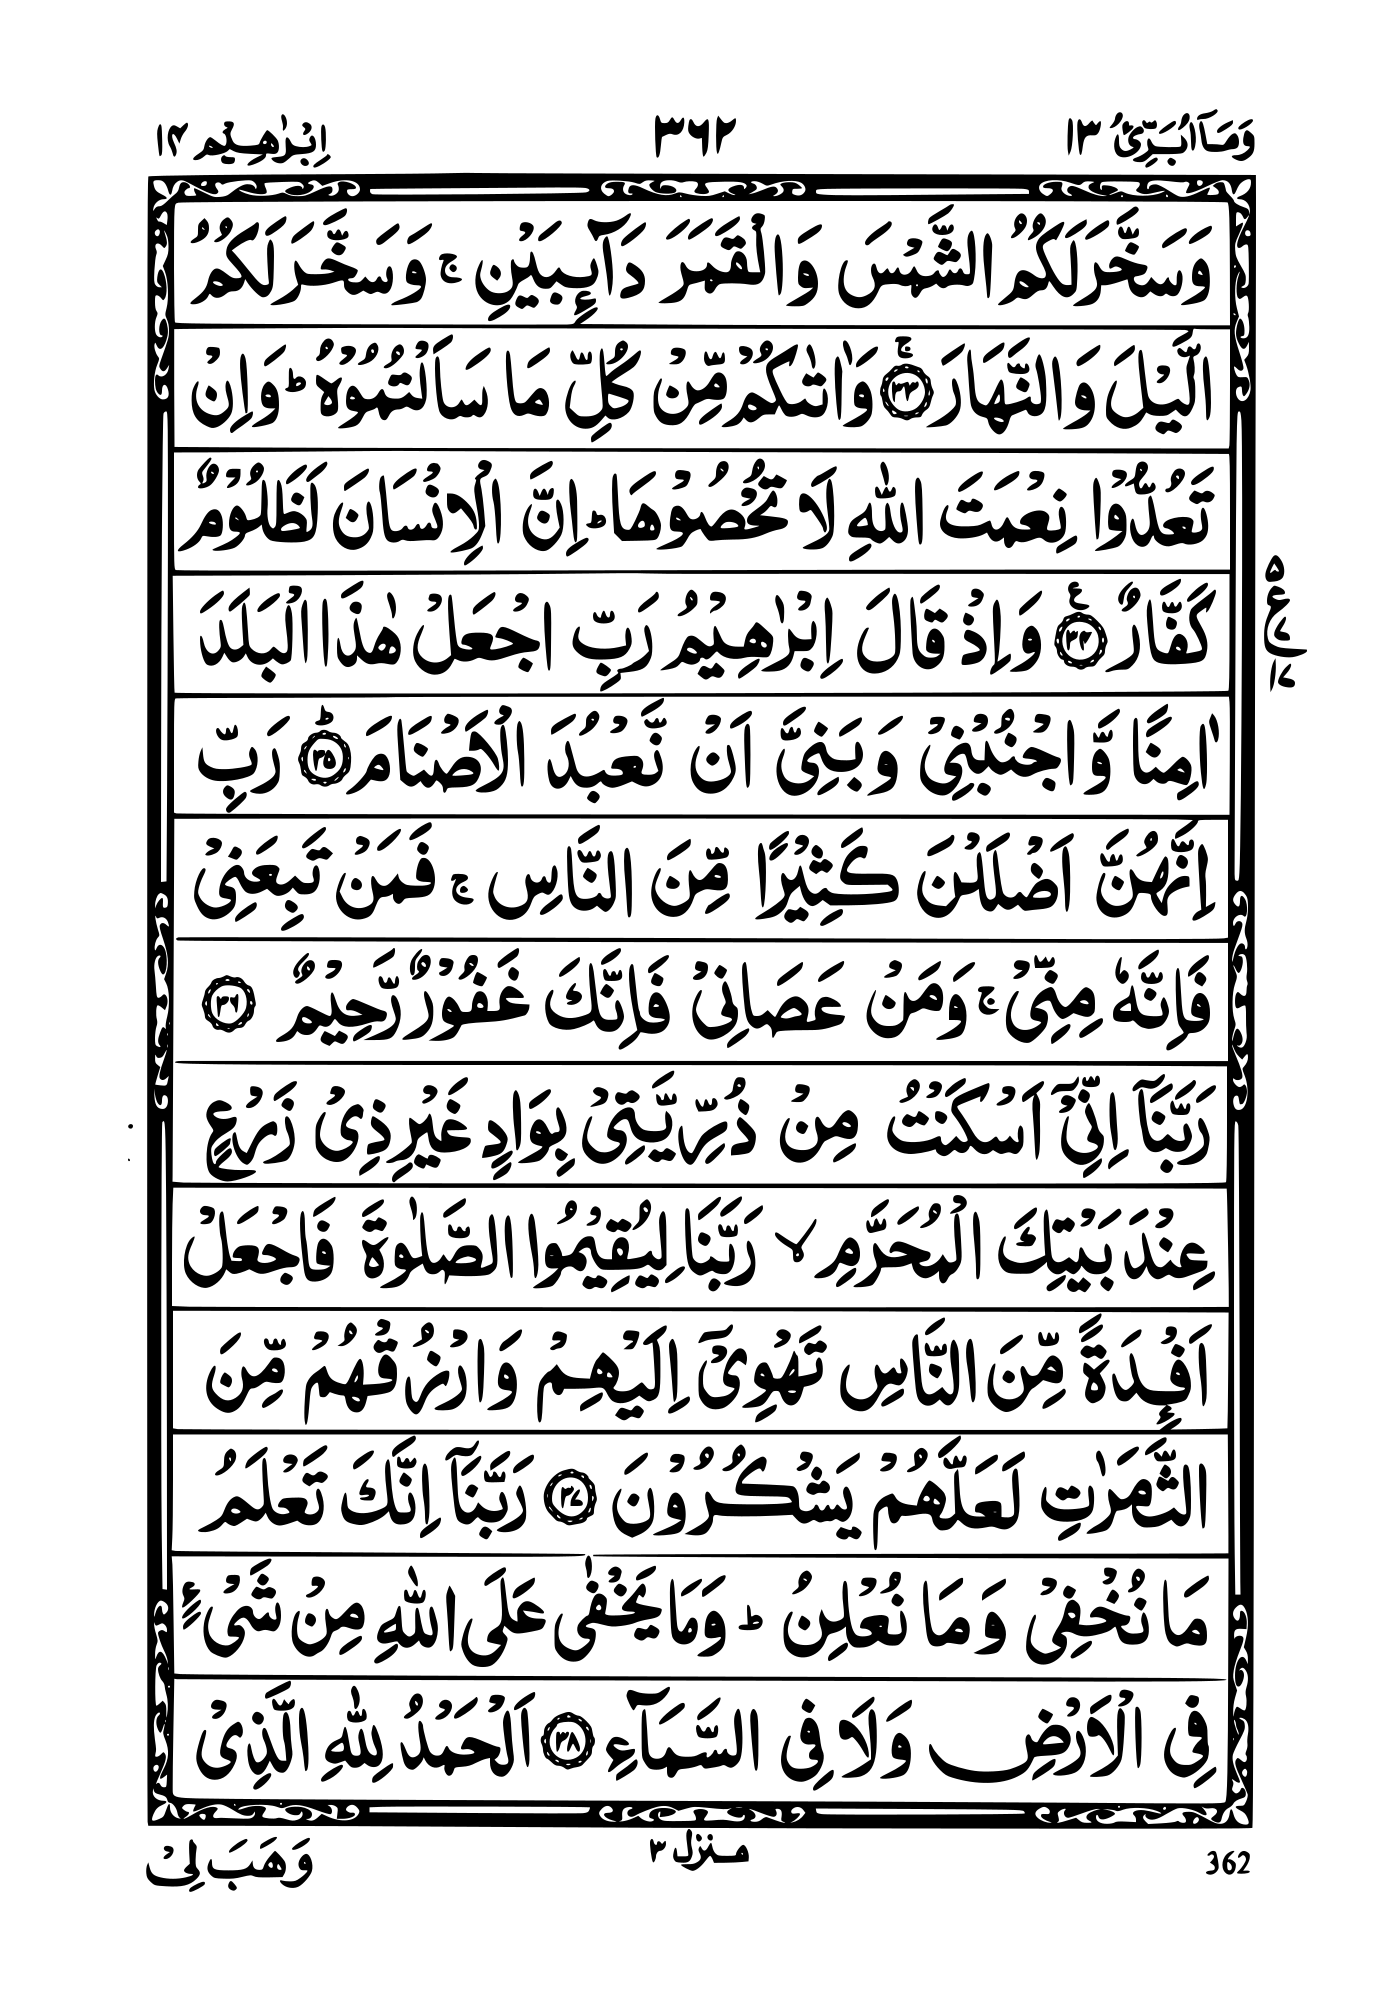 وَمَاۤ اُبَرِّئُ ١٣
٣٦٢
اِبْرٰهِيْم ١٤
وَسَخَّرَ لَكُمُ الشَّمْسَ وَالْقَمَرَ دَآئِبَيْنِ ۚ وَسَخَّرَ لَكُمُ
الَّيْلَ وَالنَّهَارَ ۚ ﴿٣٣﴾ وَاٰتٰىكُمْ مِّنْ كُلِّ مَا سَاَلْتُمُوْهُ ؕ وَاِنْ
تَعُدُّوْا نِعْمَتَ اللّٰهِ لَا تُحْصُوْهَا ؕ اِنَّ الْاِنْسَانَ لَظَلُوْمٌ
كَفَّارٌ ﴿٣٤﴾ ع وَاِذْ قَالَ اِبْرٰهِيْمُ رَبِّ اجْعَلْ هٰذَا الْبَلَدَ
٥
ع
٧
١٧
اٰمِنًا وَّ اجْنُبْنِيْ وَبَنِيَّ اَنْ نَّعْبُدَ الْاَصْنَامَ ؕ ﴿٣٥﴾ رَبِّ
اِنَّهُنَّ اَضْلَلْنَ كَثِيْرًا مِّنَ النَّاسِ ۚ فَمَنْ تَبِعَنِيْ
فَاِنَّهٗ مِنِّيْ ۚ وَمَنْ عَصَانِيْ فَاِنَّكَ غَفُوْرٌ رَّحِيْمٌ ﴿٣٦﴾
رَبَّنَاۤ اِنِّيْۤ اَسْكَنْتُ مِنْ ذُرِّيَّتِيْ بِوَادٍ غَيْرِ ذِيْ زَرْعٍ
عِنْدَ بَيْتِكَ الْمُحَرَّمِ ۙ رَبَّنَا لِيُقِيْمُوا الصَّلٰوةَ فَاجْعَلْ
اَفْئِدَةً مِّنَ النَّاسِ تَهْوِيْۤ اِلَيْهِمْ وَارْزُقْهُمْ مِّنَ
الثَّمَرٰتِ لَعَلَّهُمْ يَشْكُرُوْنَ ﴿٣٧﴾ رَبَّنَاۤ اِنَّكَ تَعْلَمُ
مَا نُخْفِيْ وَمَا نُعْلِنُ ؕ وَمَا يَخْفٰى عَلَى اللّٰهِ مِنْ شَيْءٍ
فِي الْاَرْضِ وَلَا فِي السَّمَآءِ ﴿٣٨﴾ اَلْحَمْدُ لِلّٰهِ الَّذِيْ
362
منزل ٣
وَهَبَ لِيْ